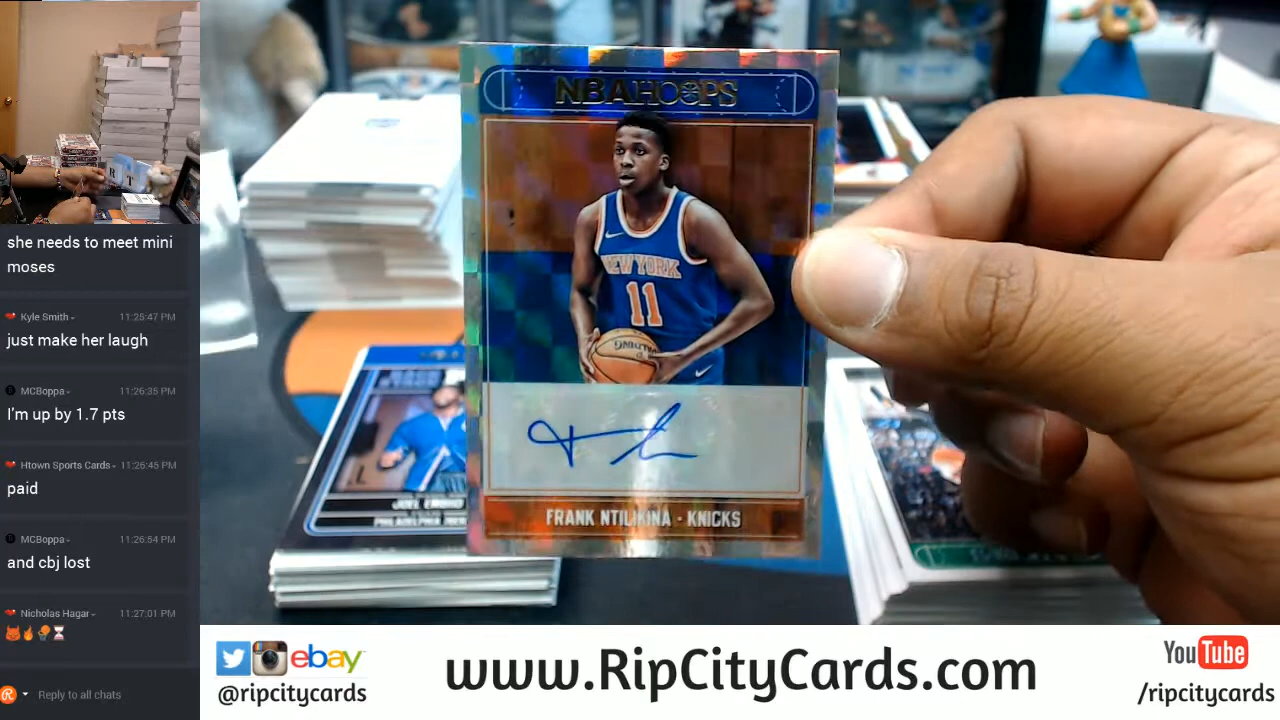 she needs to meet mini
moses
Kyle Smith 11:25:47 PM
just make her laugh
MCBoppa 11:26:35 PM
I'm up by 1.7 pts
Htown Sports Cards 11:26:45 PM
paid
MCBoppa 11:26:54 PM
and cbj lost
Nicholas Hagar 11:27:01 PM
Reply to all chats
NBA HOOPS
NEW YORK
11
SPALDING
FRANK NTILIKINA - KNICKS
JOEL EMBIID
ebay
@ripcitycards
www.RipCityCards.com
YouTube
/ripcitycards